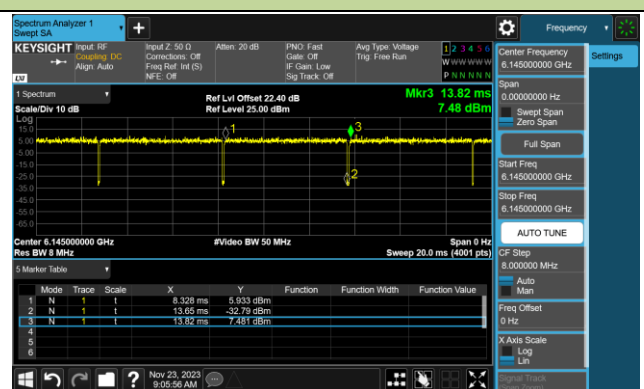 Spectrum Analyzer 1
Swept SA
Frequency
KEYSIGHT
Input: RF
Coupling: DC
Align: Auto
Input Z: 50 Ω
Corrections: Off
Freq Ref: Int (S)
NFE: Off
Atten: 20 dB
PNO: Fast
Gate: Off
IF Gain: Low
Sig Track: Off
Avg Type: Voltage
Trig: Free Run
1 2 3 4 5 6
W W W W W W
P N N N N N
LXI
1 Spectrum
Scale/Div 10 dB
Ref Lvl Offset 22.40 dB
Ref Level 25.00 dBm
Mkr3 13.82 ms
7.48 dBm
Log
15.0
5.00
-5.00
-15.0
-25.0
-35.0
-45.0
-55.0
-65.0
1
3
2
Center 6.145000000 GHz
Res BW 8 MHz
#Video BW 50 MHz
Span 0 Hz
Sweep 20.0 ms (4001 pts)
5 Marker Table
Mode Trace Scale X Y Function Function Width Function Value
1 N 1 t 8.328 ms 5.933 dBm
2 N 1 t 13.65 ms -32.79 dBm
3 N 1 t 13.82 ms 7.481 dBm
4
5
6
?
Nov 23, 2023
9:05:56 AM
Center Frequency
6.145000000 GHz
Settings
Span
0.00000000 Hz
Swept Span
Zero Span
Full Span
Start Freq
6.145000000 GHz
Stop Freq
6.145000000 GHz
AUTO TUNE
CF Step
8.000000 MHz
Auto
Man
Freq Offset
0 Hz
X Axis Scale
Log
Lin
Signal Track